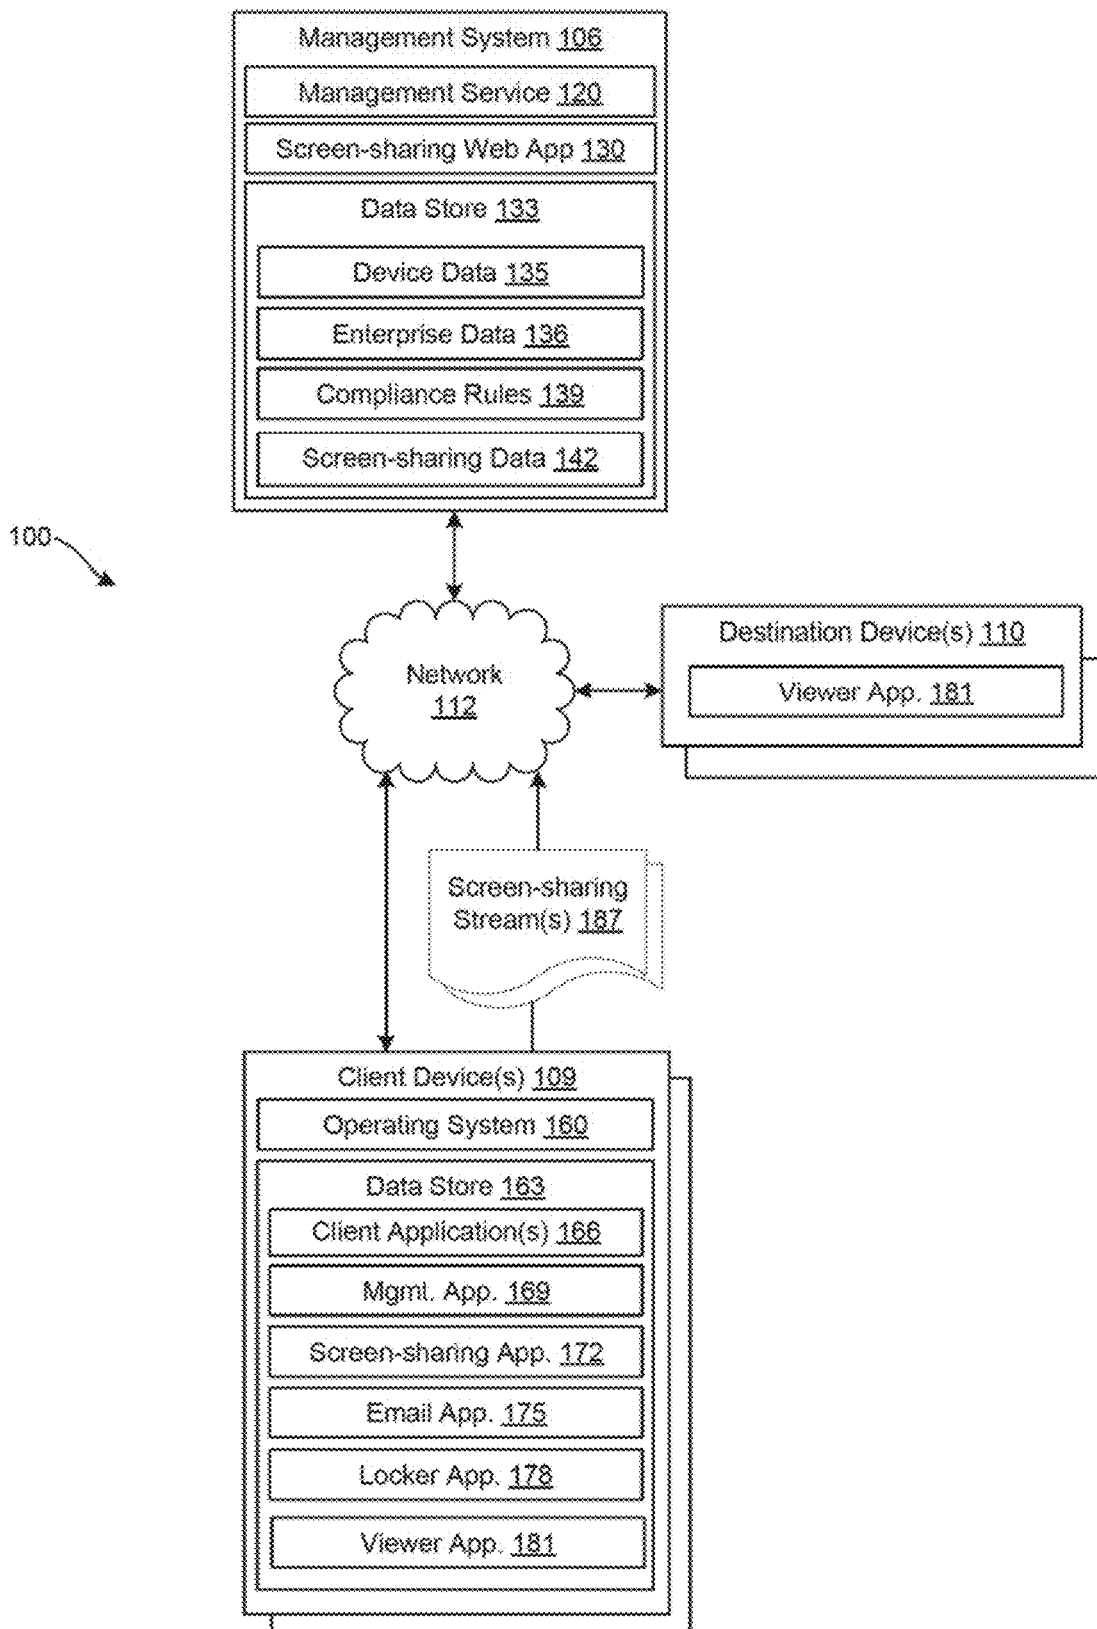 Management System 106
Management Service 120
Screen-sharing Web App 130
Data Store 133
Device Data 135
Enterprise Data 136
Compliance Rules 139
Screen-sharing Data 142
100
Network
112
Destination Device(s) 110
Viewer App. 181
Screen-sharing
Stream(s) 187
Client Device(s) 109
Operating System 160
Data Store 163
Client Application(s) 166
Mgmt. App. 169
Screen-sharing App. 172
Email App. 175
Locker App. 178
Viewer App. 181